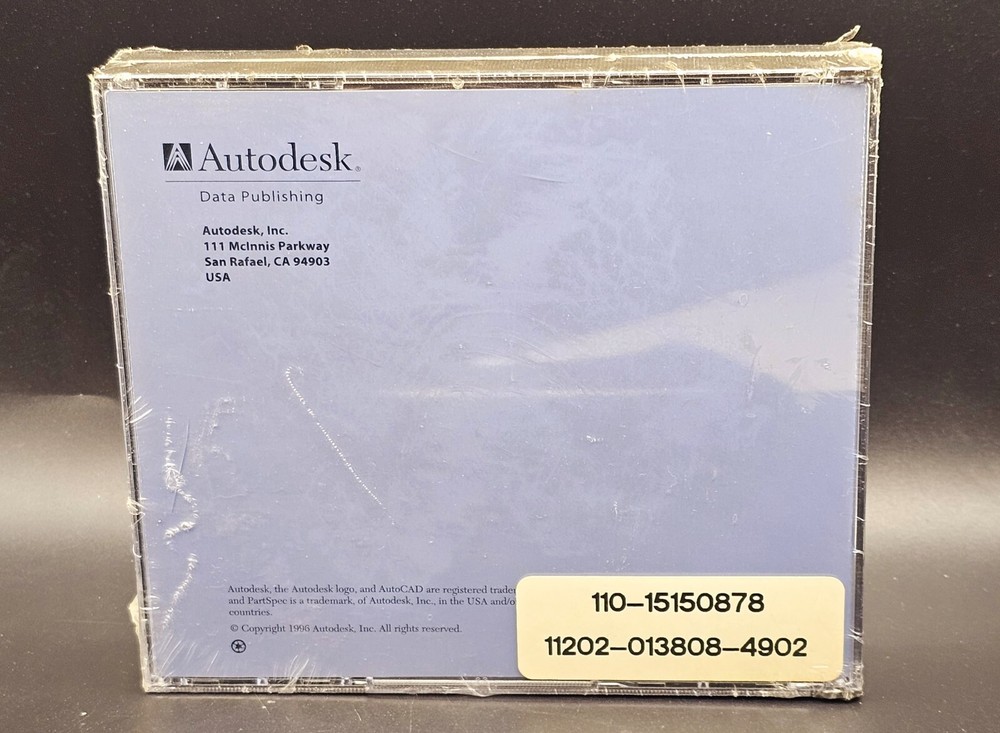 Autodesk®
Data Publishing
Autodesk, Inc.
111 McInnis Parkway
San Rafael, CA 94903
USA
Autodesk, the Autodesk logo, and AutoCAD are registered
and PartSpec is a trademark, of Autodesk, Inc., in the USA
countries.
© Copyright 1996 Autodesk, Inc. All rights reserved.
110-15150878
11202-013808-4902